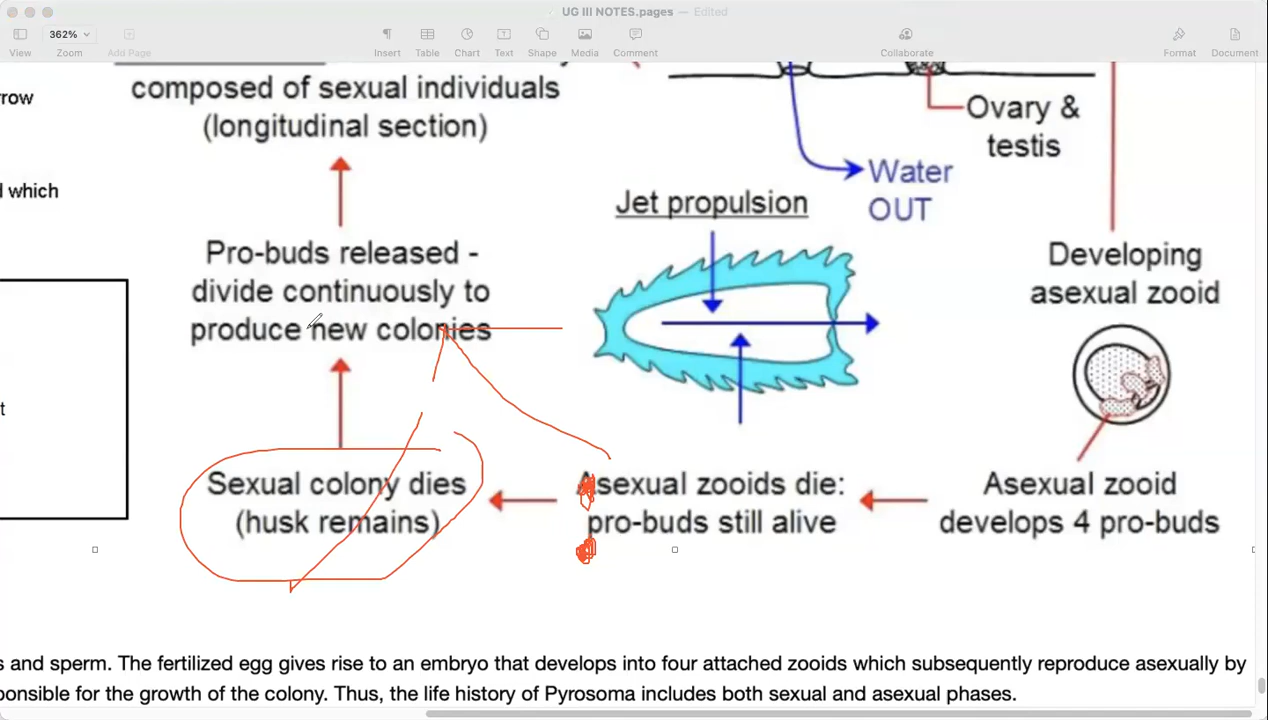 UG III NOTES.pages — Edited
362%
View
Zoom
Add Page
Insert
Table
Chart
Text
Shape
Media
Comment
Collaborate
Format
Document
composed of sexual individuals
(longitudinal section)
Pro-buds released -
divide continuously to
produce new colonies
Sexual colony dies
(husk remains)
Jet propulsion
Water
OUT
Ovary &
testis
Developing
asexual zooid
Asexual zooids die:
pro-buds still alive
Asexual zooid
develops 4 pro-buds
which
s and sperm. The fertilized egg gives rise to an embryo that develops into four attached zooids which subsequently reproduce asexually by
ponsible for the growth of the colony. Thus, the life history of Pyrosoma includes both sexual and asexual phases.